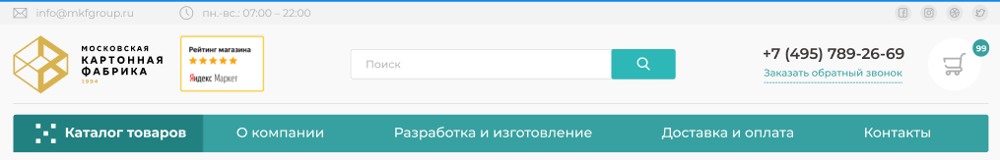 info@mkfgroup.ru
пн.-вс.: 07:00 – 22:00
МОСКОВСКАЯ
КАРТОННАЯ
ФАБРИКА
1994
Рейтинг магазина
Яндекс Маркет
Поиск
+7 (495) 789-26-69
Заказать обратный звонок
99
Каталог товаров
О компании
Разработка и изготовление
Доставка и оплата
Контакты